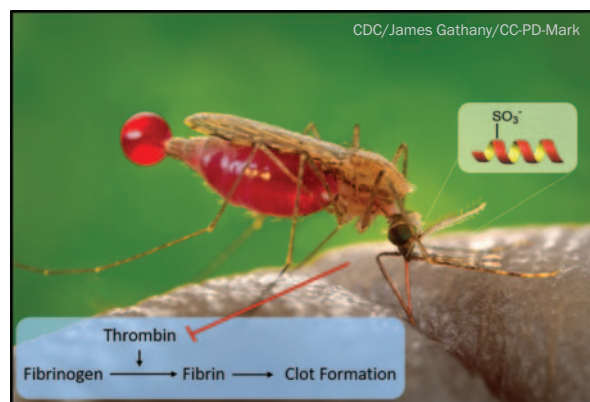 CDC/James Gathany/CC-PD-Mark
SO₃⁻
Thrombin
Fibrinogen → Fibrin → Clot Formation